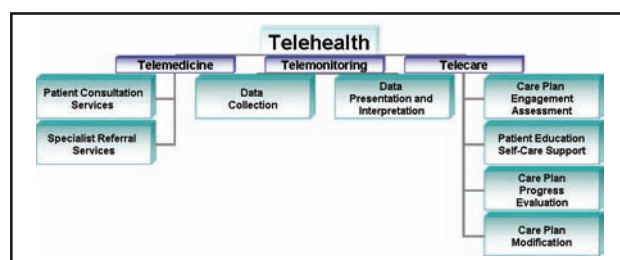 Telehealth
Telemedicine
Telemonitoring
Telecare
Patient Consultation
Services
Specialist Referral
Services
Data
Collection
Data
Presentation and
Interpretation
Care Plan
Engagement
Assessment
Patient Education
Self-Care Support
Care Plan
Progress
Evaluation
Care Plan
Modification